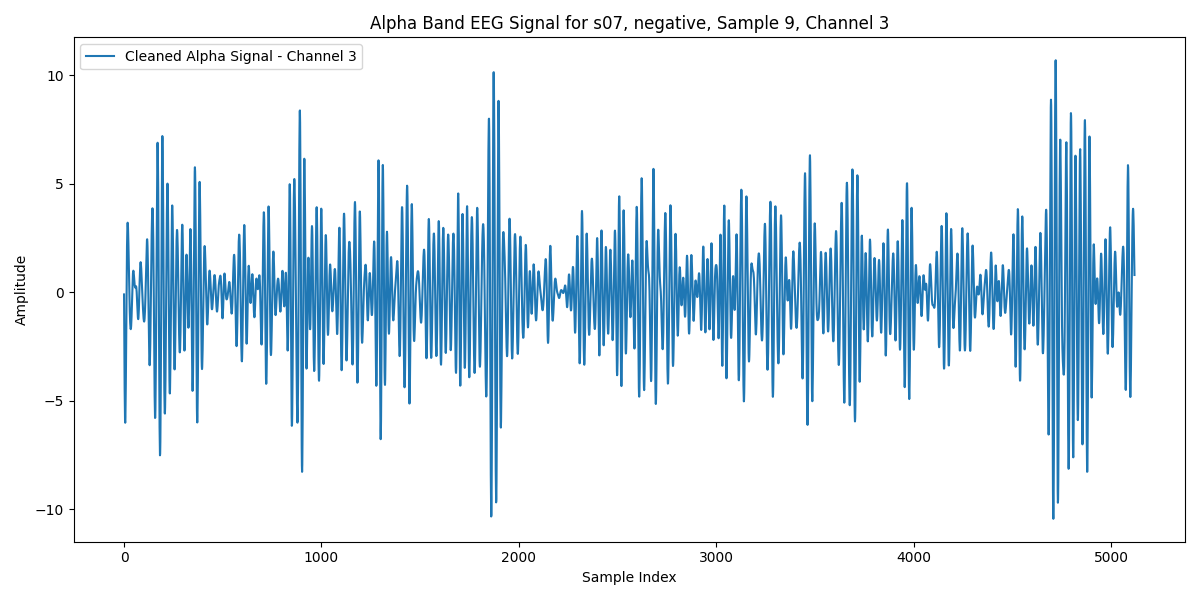 Alpha Band EEG Signal for s07, negative, Sample 9, Channel 3
Cleaned Alpha Signal - Channel 3
10
5
0
−5
−10
Amplitude
0 1000 2000 3000 4000 5000
Sample Index